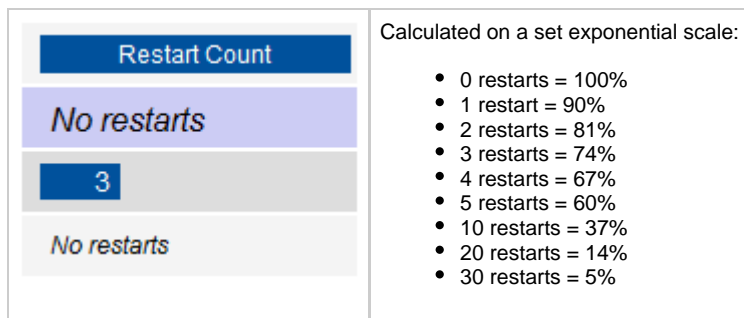 Restart Count
No restarts
3
No restarts
Calculated on a set exponential scale:
• 0 restarts = 100%
• 1 restart = 90%
• 2 restarts = 81%
• 3 restarts = 74%
• 4 restarts = 67%
• 5 restarts = 60%
• 10 restarts = 37%
• 20 restarts = 14%
• 30 restarts = 5%